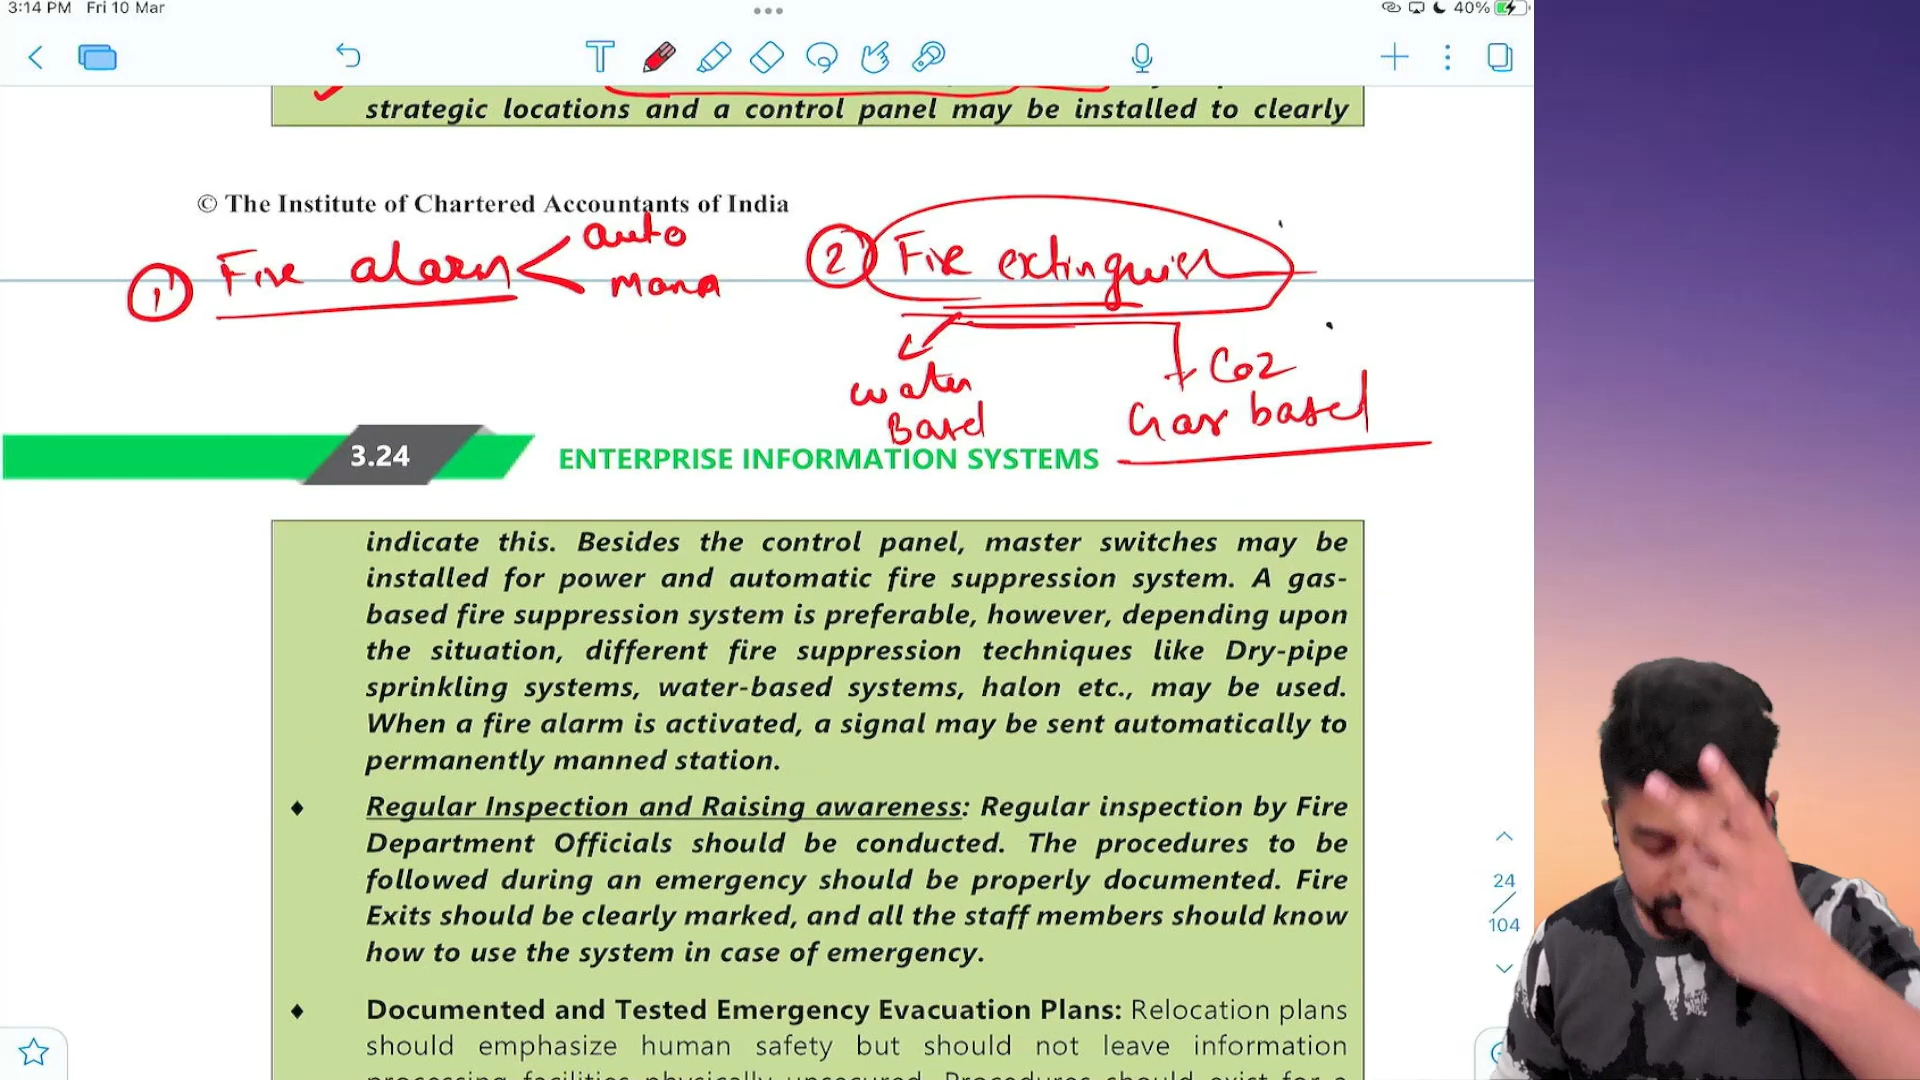 3:14 PM Fri 10 Mar
40%
strategic locations and a control panel may be installed to clearly
© The Institute of Chartered Accountants of India
1 Fire alarm
auto
mana
2 Fire extinguisher
water
Based
Co2
Gas based
3.24
ENTERPRISE INFORMATION SYSTEMS
indicate this. Besides the control panel, master switches may be
installed for power and automatic fire suppression system. A gas-
based fire suppression system is preferable, however, depending upon
the situation, different fire suppression techniques like Dry-pipe
sprinkling systems, water-based systems, halon etc., may be used.
When a fire alarm is activated, a signal may be sent automatically to
permanently manned station.
♦ Regular Inspection and Raising awareness: Regular inspection by Fire
Department Officials should be conducted. The procedures to be
followed during an emergency should be properly documented. Fire
Exits should be clearly marked, and all the staff members should know
how to use the system in case of emergency.
♦ Documented and Tested Emergency Evacuation Plans: Relocation plans
should emphasize human safety but should not leave information
processing facilities physically unsecured. Procedures should exist for a
24
/
104